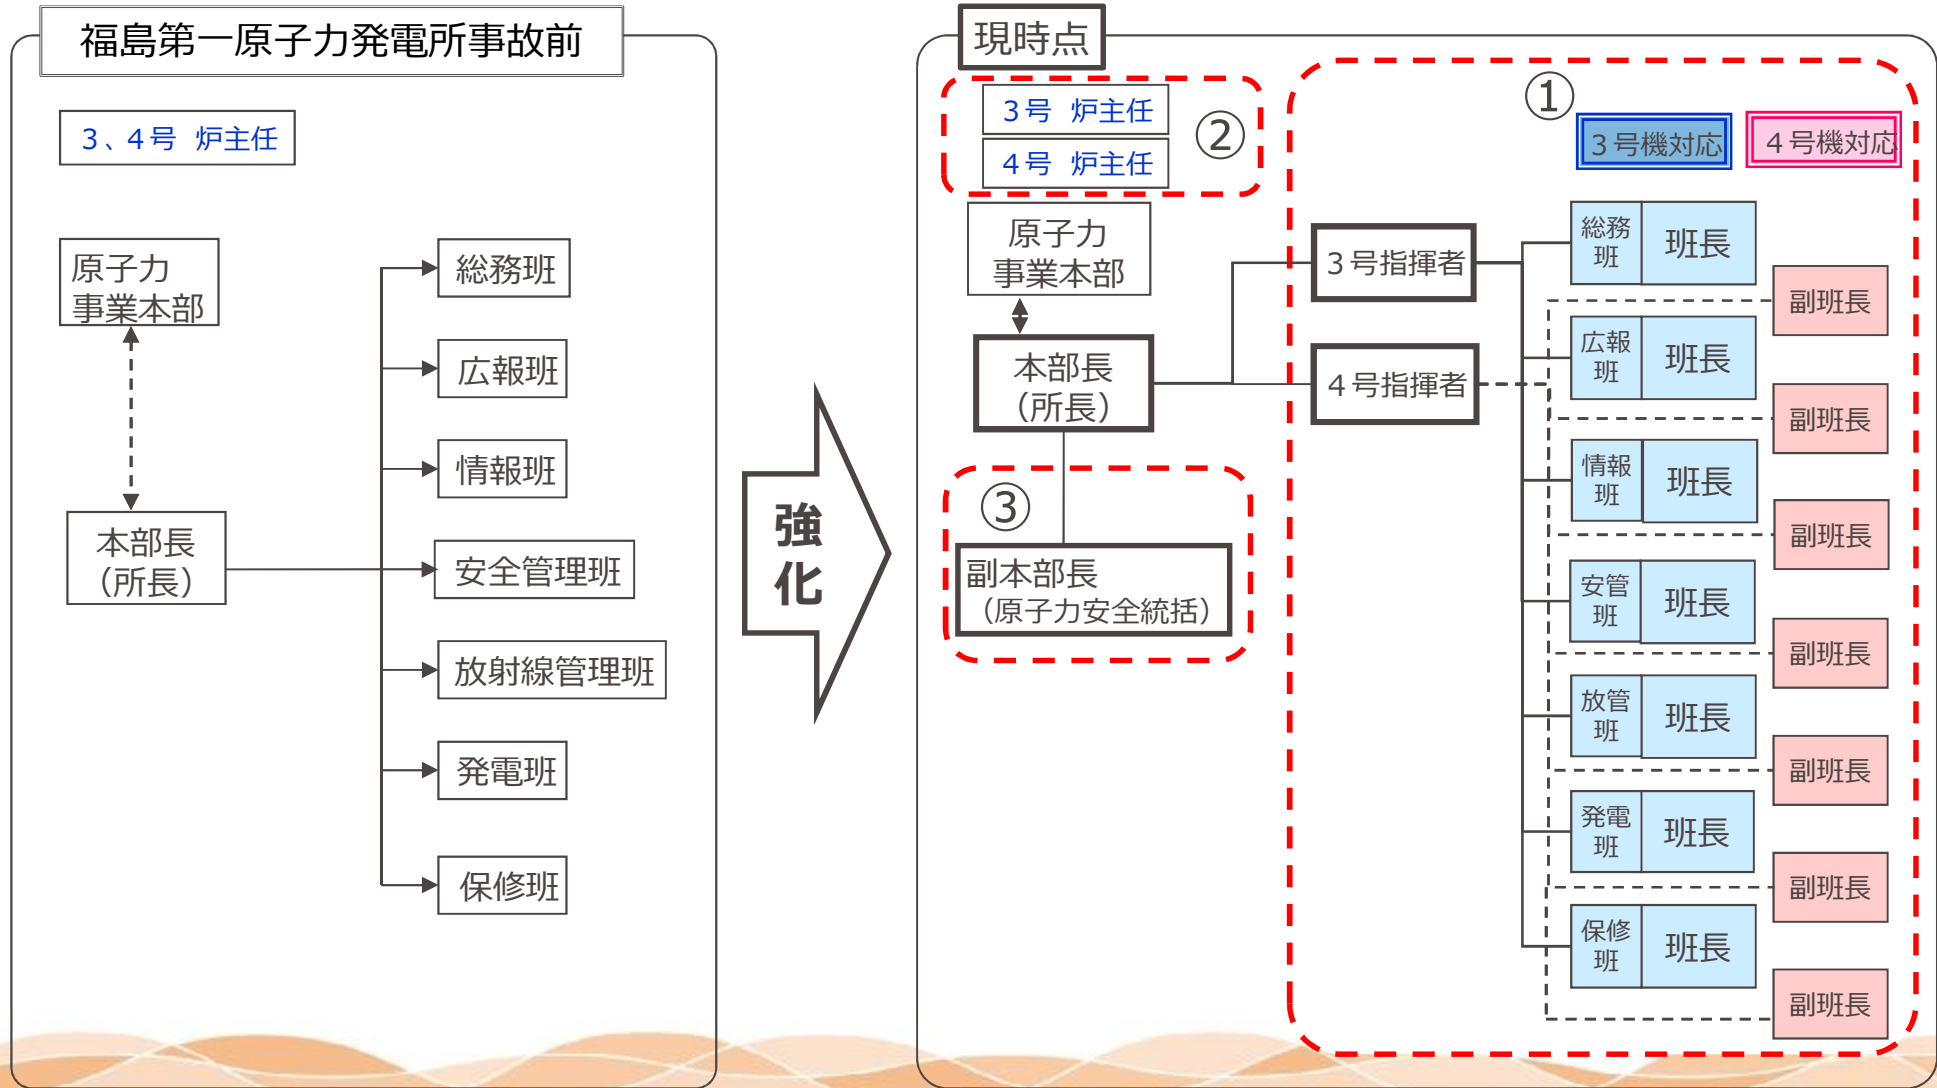 福島第一原子力発電所事故前
３、４号 炉主任
原子力
事業本部
本部長
（所長）
総務班
広報班
情報班
安全管理班
放射線管理班
発電班
保修班
強
化
現時点
３号 炉主任
４号 炉主任
②
原子力
事業本部
本部長
（所長）
③
副本部長
（原子力安全統括）
①
３号機対応
４号機対応
３号指揮者
４号指揮者
総務
班
班長
副班長
広報
班
班長
副班長
情報
班
班長
副班長
安管
班
班長
副班長
放管
班
班長
副班長
発電
班
班長
副班長
保修
班
班長
副班長